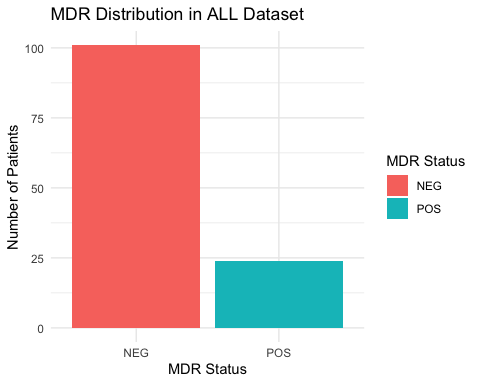 MDR Distribution in ALL Dataset
100
75
50
25
0
Number of Patients
NEG
POS
MDR Status
MDR Status
NEG
POS